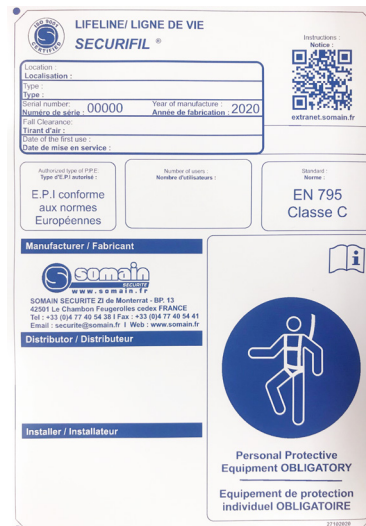 ISO 9001
CERTIFIED
LIFELINE/ LIGNE DE VIE
SECURIFIL ®
Instructions :
Notice :
extranet.somain.fr
Location :
Localisation :
Type :
Type :
Serial number:
Numéro de série : 00000
Year of manufacture :
Année de fabrication : 2020
Fall Clearance:
Tirant d'air :
Date of the first use :
Date de mise en service :
Authorized type of P.P.E:
Type d'E.P.I autorisé :
E.P.I conforme
aux normes
Européennes
Number of users :
Nombre d'utilisateurs :
Standard :
Norme :
EN 795
Classe C
Manufacturer / Fabricant
somain
SECURITE
www.somain.fr
SOMAIN SECURITE ZI de Monterrat - BP. 13
42501 Le Chambon Feugerolles cedex FRANCE
Tel : +33 (0)4 77 40 54 38 I Fax : +33 (0)4 77 40 54 41
Email : securite@somain.fr I Web : www.somain.fr
Distributor / Distributeur
Installer / Installateur
i
Personal Protective
Equipment OBLIGATORY
Equipement de protection
individuel OBLIGATOIRE
27102020